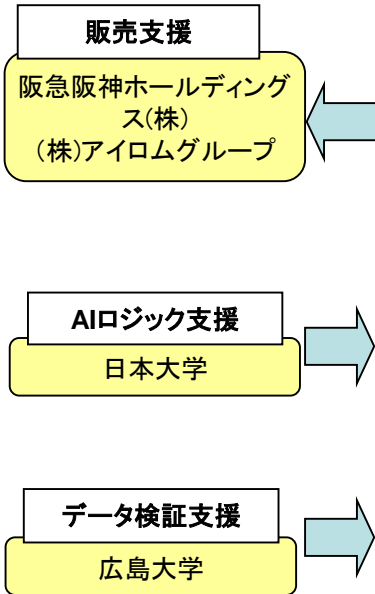 販売支援
阪急阪神ホールディング
ス(株)
(株)アイロムグループ
AIロジック支援
日本大学
データ検証支援
広島大学